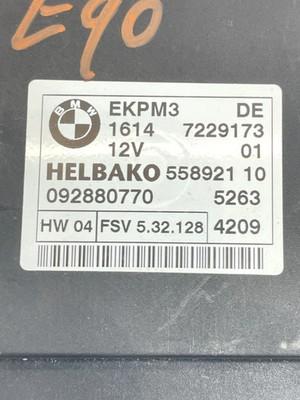 E90
BMW
EKPM3 DE
1614 7229173
12V 01
HELBAKO 558921 10
092880770 5263
HW 04 FSV 5.32.128 4209